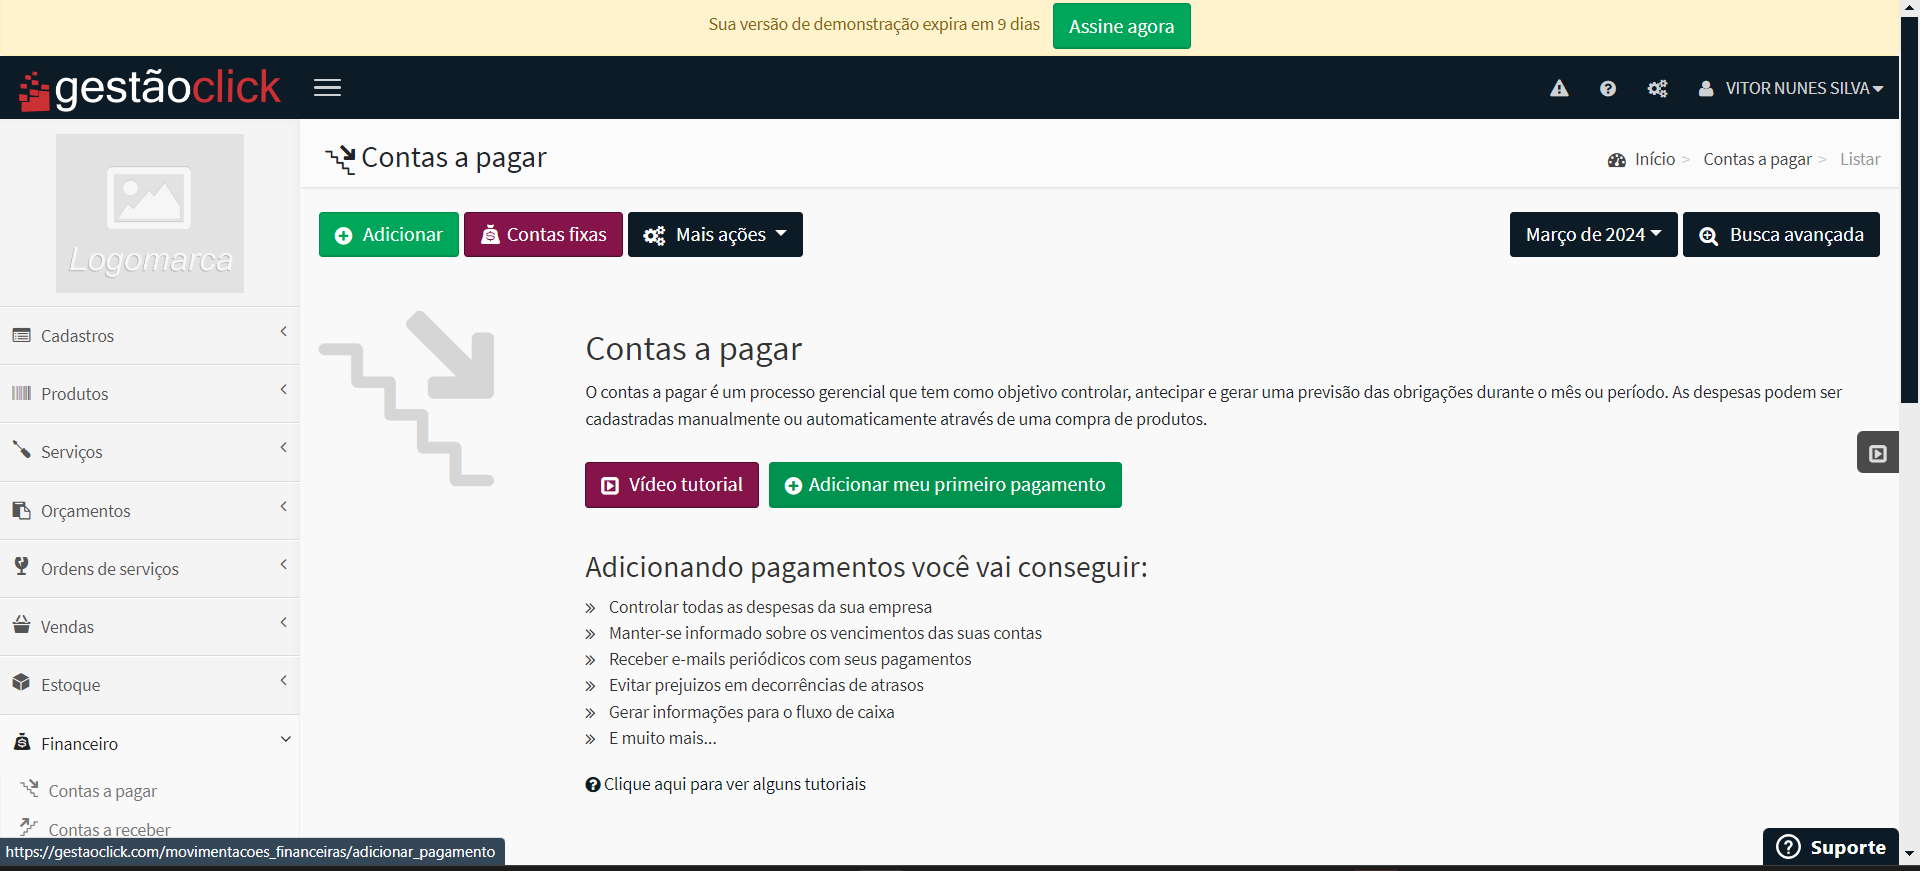 Sua versão de demonstração expira em 9 dias
Assine agora
gestãoclick
VITOR NUNES SILVA
Logomarca
Contas a pagar
Início > Contas a pagar > Listar
Adicionar
Contas fixas
Mais ações
Março de 2024
Busca avançada
Cadastros
Produtos
Serviços
Orçamentos
Ordens de serviços
Vendas
Estoque
Financeiro
Contas a pagar
Contas a receber
Contas a pagar
O contas a pagar é um processo gerencial que tem como objetivo controlar, antecipar e gerar uma previsão das obrigações durante o mês ou período. As despesas podem ser
cadastradas manualmente ou automaticamente através de uma compra de produtos.
Vídeo tutorial
Adicionar meu primeiro pagamento
Adicionando pagamentos você vai conseguir:
» Controlar todas as despesas da sua empresa
» Manter-se informado sobre os vencimentos das suas contas
» Receber e-mails periódicos com seus pagamentos
» Evitar prejuizos em decorrências de atrasos
» Gerar informações para o fluxo de caixa
» E muito mais...
Clique aqui para ver alguns tutoriais
https://gestaoclick.com/movimentacoes_financeiras/adicionar_pagamento
Suporte